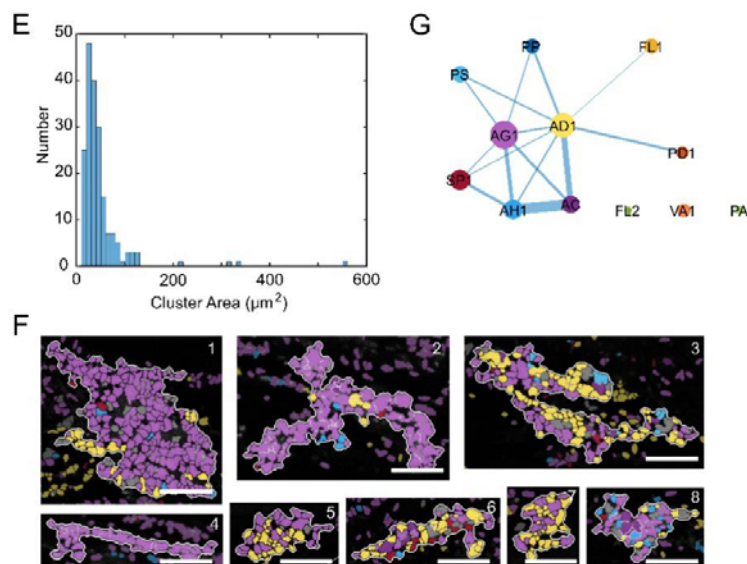 E
50
40
30
20
10
0
Number
0 200 400 600
Cluster Area (µm²)
G
PP
FL1
PS
AG1
AD1
PD1
SP1
AH1
AC
FL2
VA1
PA
F
1
2
3
4
5
6
7
8